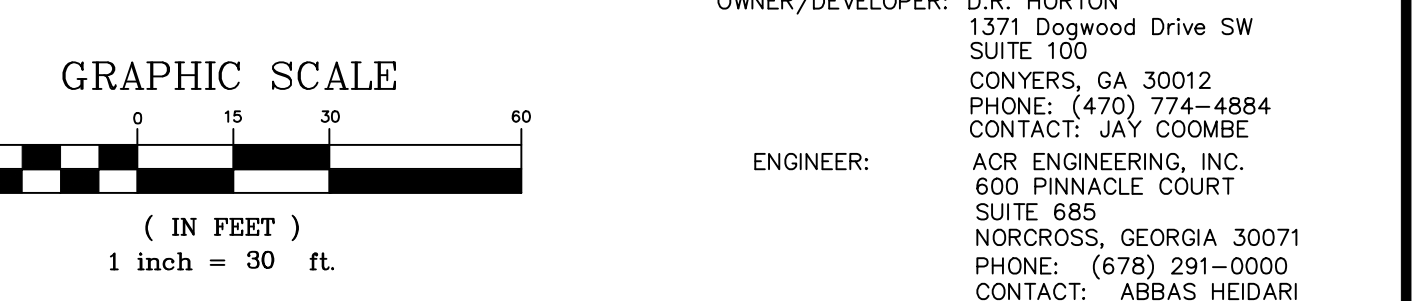 GRAPHIC SCALE
0 15 30 60
( IN FEET )
1 inch = 30 ft.
OWNER/DEVELOPER: D.R. HORTON
1371 Dogwood Drive SW
SUITE 100
CONYERS, GA 30012
PHONE: (470) 774-4884
CONTACT: JAY COOMBE
ENGINEER: ACR ENGINEERING, INC.
600 PINNACLE COURT
SUITE 685
NORCROSS, GEORGIA 30071
PHONE: (678) 291-0000
CONTACT: ABBAS HEIDARI